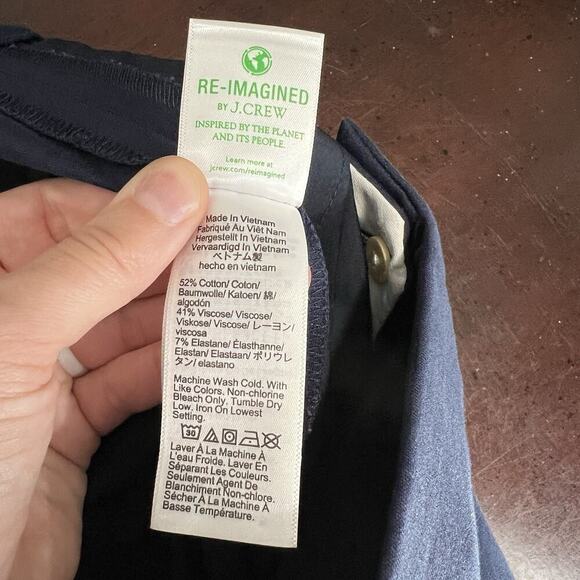 RE-IMAGINED
BY J.CREW
INSPIRED BY THE PLANET
AND ITS PEOPLE.
Learn more at
jcrew.com/reimagined
Made In Vietnam
Fabriqué Au Viêt Nam
Hergestellt In Vietnam
Vervaardigd In Vietnam
ベトナム製
hecho en vietnam
52% Cotton/ Coton/
Baumwolle/ Katoen/ 綿/
algodón
41% Viscose/ Viscose/
Viskose/ Viscose/ レーヨン/
viscosa
7% Elastane/ Élasthanne/
Elastan/ Elastaan/ ポリウレ
タン/ elastano
Machine Wash Cold. With
Like Colors. Non-chlorine
Bleach Only. Tumble Dry
Low. Iron On Lowest
Setting.
30
Laver À La Machine À
L'eau Froide. Laver En
Séparant Les Couleurs.
Seulement Agent De
Blanchiment Non-chlore.
Sécher À La Machine À
Basse Température.